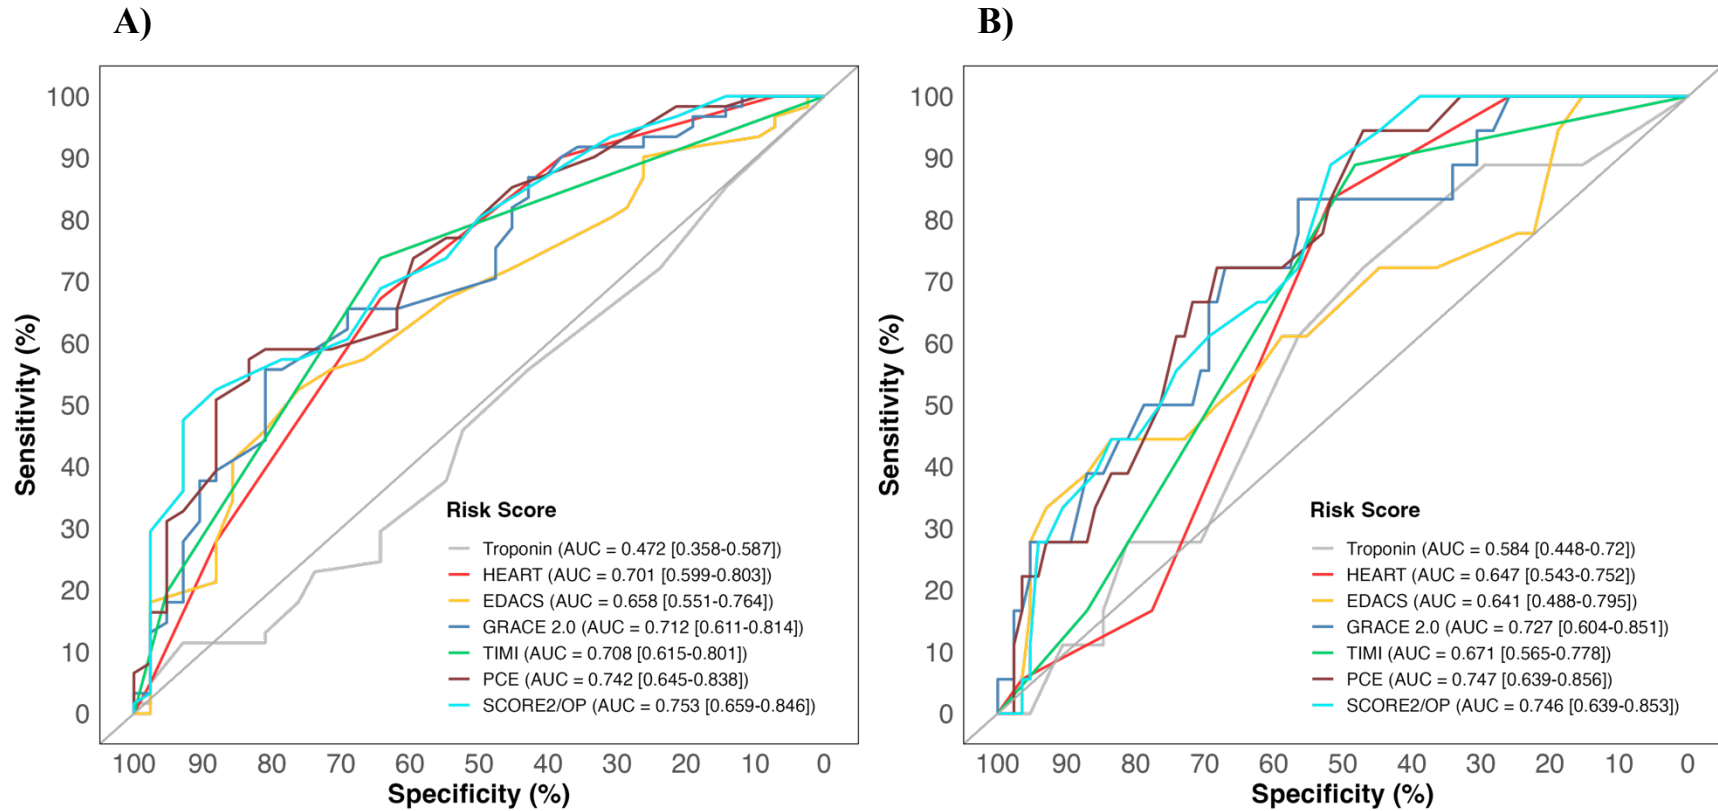 A)
Sensitivity (%)
100
90
80
70
60
50
40
30
20
10
0
Risk Score
Troponin (AUC = 0.472 [0.358-0.587])
HEART (AUC = 0.701 [0.599-0.803])
EDACS (AUC = 0.658 [0.551-0.764])
GRACE 2.0 (AUC = 0.712 [0.611-0.814])
TIMI (AUC = 0.708 [0.615-0.801])
PCE (AUC = 0.742 [0.645-0.838])
SCORE2/OP (AUC = 0.753 [0.659-0.846])
100 90 80 70 60 50 40 30 20 10 0
Specificity (%)
B)
Sensitivity (%)
100
90
80
70
60
50
40
30
20
10
0
Risk Score
Troponin (AUC = 0.584 [0.448-0.72])
HEART (AUC = 0.647 [0.543-0.752])
EDACS (AUC = 0.641 [0.488-0.795])
GRACE 2.0 (AUC = 0.727 [0.604-0.851])
TIMI (AUC = 0.671 [0.565-0.778])
PCE (AUC = 0.747 [0.639-0.856])
SCORE2/OP (AUC = 0.746 [0.639-0.853])
100 90 80 70 60 50 40 30 20 10 0
Specificity (%)